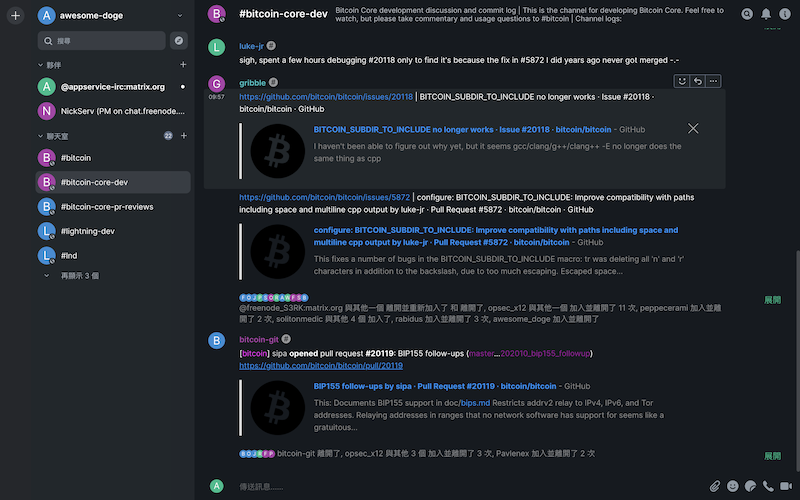 A awesome-doge
搜尋
夥伴
A @appservice-irc:matrix.org
N NickServ (PM on chat.freenode....
聊天室 22
B #bitcoin
B #bitcoin-core-dev
B #bitcoin-core-pr-reviews
L #lightning-dev
L #lnd
再顯示 3 個
B #bitcoin-core-dev
Bitcoin Core development discussion and commit log | This is the channel for developing Bitcoin Core. Feel free to
watch, but please take commentary and usage questions to #bitcoin | Channel logs:
L luke-jr
sigh, spent a few hours debugging #20118 only to find it's because the fix in #5872 I did years ago never got merged -.-
G gribble
09:57 https://github.com/bitcoin/bitcoin/issues/20118 | BITCOIN_SUBDIR_TO_INCLUDE no longer works · Issue #20118 ·
bitcoin/bitcoin · GitHub
BITCOIN_SUBDIR_TO_INCLUDE no longer works · Issue #20118 · bitcoin/bitcoin - GitHub
I haven't been able to figure out why yet, but it seems gcc/clang/g++/clang++ -E no longer does the
same thing as cpp
https://github.com/bitcoin/bitcoin/issues/5872 | configure: BITCOIN_SUBDIR_TO_INCLUDE: Improve compatibility with paths
including space and multiline cpp output by luke-jr · Pull Request #5872 · bitcoin/bitcoin · GitHub
configure: BITCOIN_SUBDIR_TO_INCLUDE: Improve compatibility with paths including space and
multiline cpp output by luke-jr · Pull Request #5872 · bitcoin/bitcoin - GitHub
This fixes a number of bugs in the BITCOIN_SUBDIR_TO_INCLUDE macro: tr was deleting all 'n' and 'r'
characters in addition to the backslash, due to too much escaping. Escaped space...
展開
@freenode_S3RK:matrix.org 與其他一個 離開並重新加入了 和 離開了, opsec_x12 與其他一個 加入並離開了 11 次, peppecerami 加入並離
開了 2 次, solitonmedic 與其他 4 個 加入了, rabidus 加入並離開了 3 次, awesome_doge 加入並離開了
B bitcoin-git
[bitcoin] sipa opened pull request #20119: BIP155 follow-ups (master...202010_bip155_followup)
https://github.com/bitcoin/bitcoin/pull/20119
BIP155 follow-ups by sipa · Pull Request #20119 · bitcoin/bitcoin - GitHub
This: Documents BIP155 support in doc/bips.md Restricts addrv2 relay to IPv4, IPv6, and Tor
addresses. Relaying addresses in ranges that no network software has support for seems like a
gratuitous...
bitcoin-git 離開了, opsec_x12 與其他 3 個 加入並離開了 3 次, Pavlenex 加入並離開了 2 次
展開
A 傳送訊息......